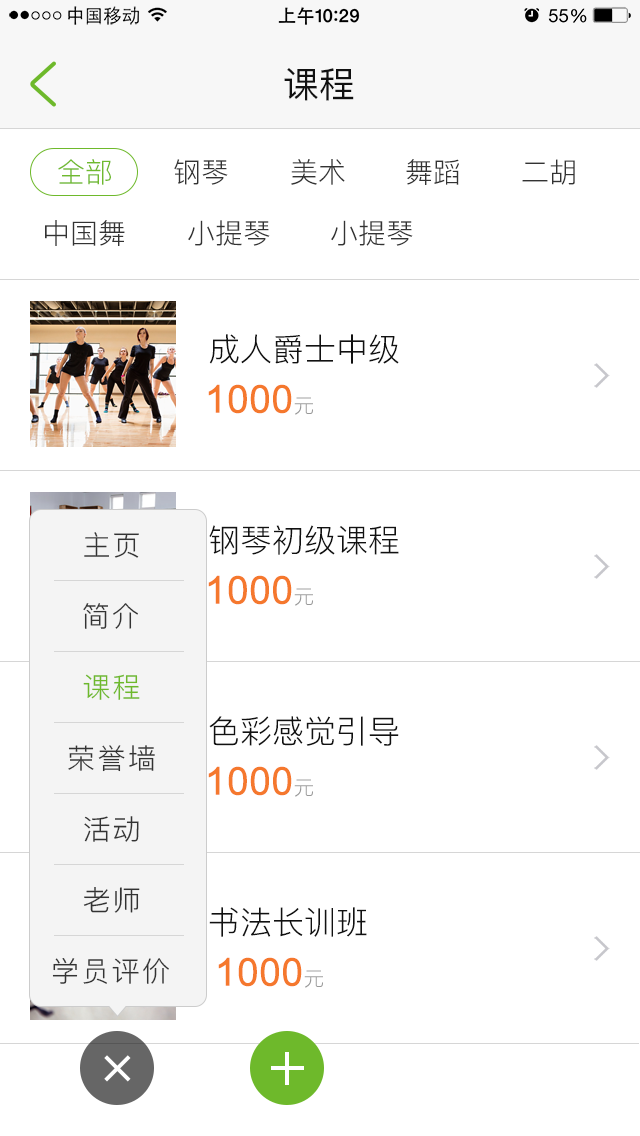 中国移动 上午10:29 55%
课程
全部 钢琴 美术 舞蹈 二胡
中国舞 小提琴 小提琴
成人爵士中级
1000元
钢琴初级课程
1000元
色彩感觉引导
1000元
书法长训班
1000元
主页
简介
课程
荣誉墙
活动
老师
学员评价